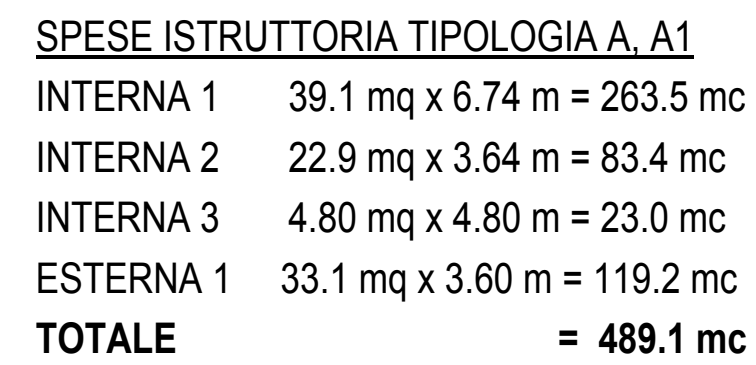 SPESE ISTRUTTORIA TIPOLOGIA A, A1
INTERNA 1 39.1 mq x 6.74 m = 263.5 mc
INTERNA 2 22.9 mq x 3.64 m = 83.4 mc
INTERNA 3 4.80 mq x 4.80 m = 23.0 mc
ESTERNA 1 33.1 mq x 3.60 m = 119.2 mc
TOTALE = 489.1 mc